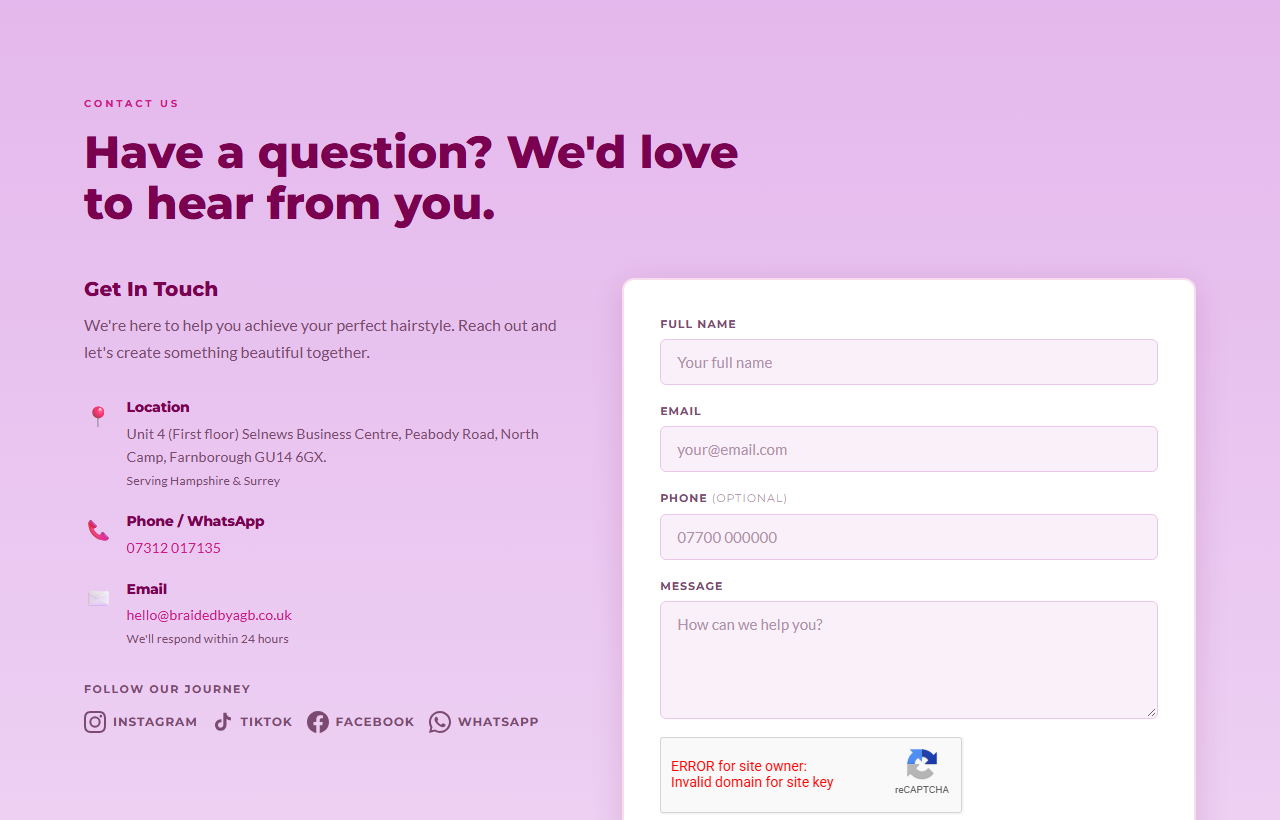 CONTACT US
Have a question? We'd love
to hear from you.
Get In Touch
We're here to help you achieve your perfect hairstyle. Reach out and
let's create something beautiful together.
Location
Unit 4 (First floor) Selnews Business Centre, Peabody Road, North
Camp, Farnborough GU14 6GX.
Serving Hampshire & Surrey
Phone / WhatsApp
07312 017135
Email
hello@braidedbyagb.co.uk
We'll respond within 24 hours
FOLLOW OUR JOURNEY
INSTAGRAM TIKTOK FACEBOOK WHATSAPP
FULL NAME
Your full name
EMAIL
your@email.com
PHONE (OPTIONAL)
07700 000000
MESSAGE
How can we help you?
ERROR for site owner:
Invalid domain for site key
reCAPTCHA